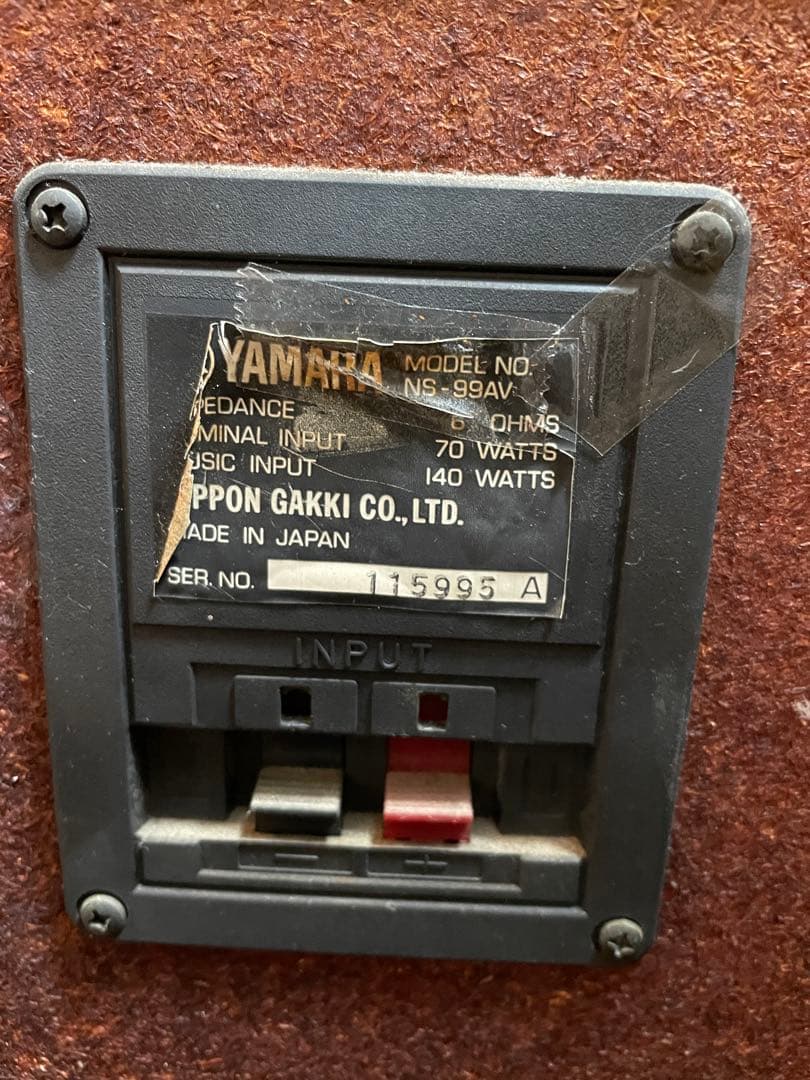 YAMAHA MODEL NO.
NS-99AV
PEDANCE 6 OHMS
MINAL INPUT 70 WATTS
USIC INPUT 140 WATTS
PPON GAKKI CO., LTD.
MADE IN JAPAN
SER. NO. 115995 A
INPUT
− +